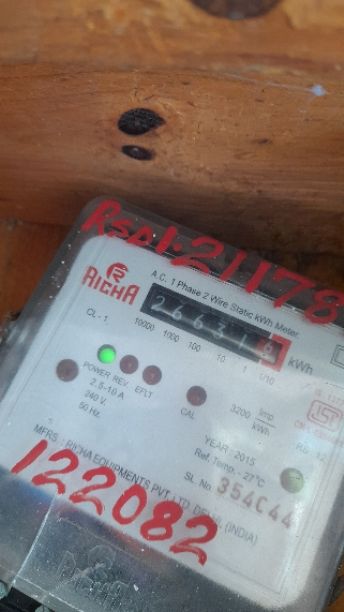 RSD1.21178
RICHA
A.C. 1 Phase 2 Wire Static kWh Meter
26631
kWh
CL - 1
10000 1000 100 10 1 1/10
POWER REV. EFLT
2.5-10 A
240 V.
50 Hz.
CAL
3200 imp
kWh
YEAR : 2015
Ref. Temp. - 27°C
SL. No. 354C44
MFRS : RICHA EQUIPMENTS PVT. LTD. DELHI, (INDIA)
122082